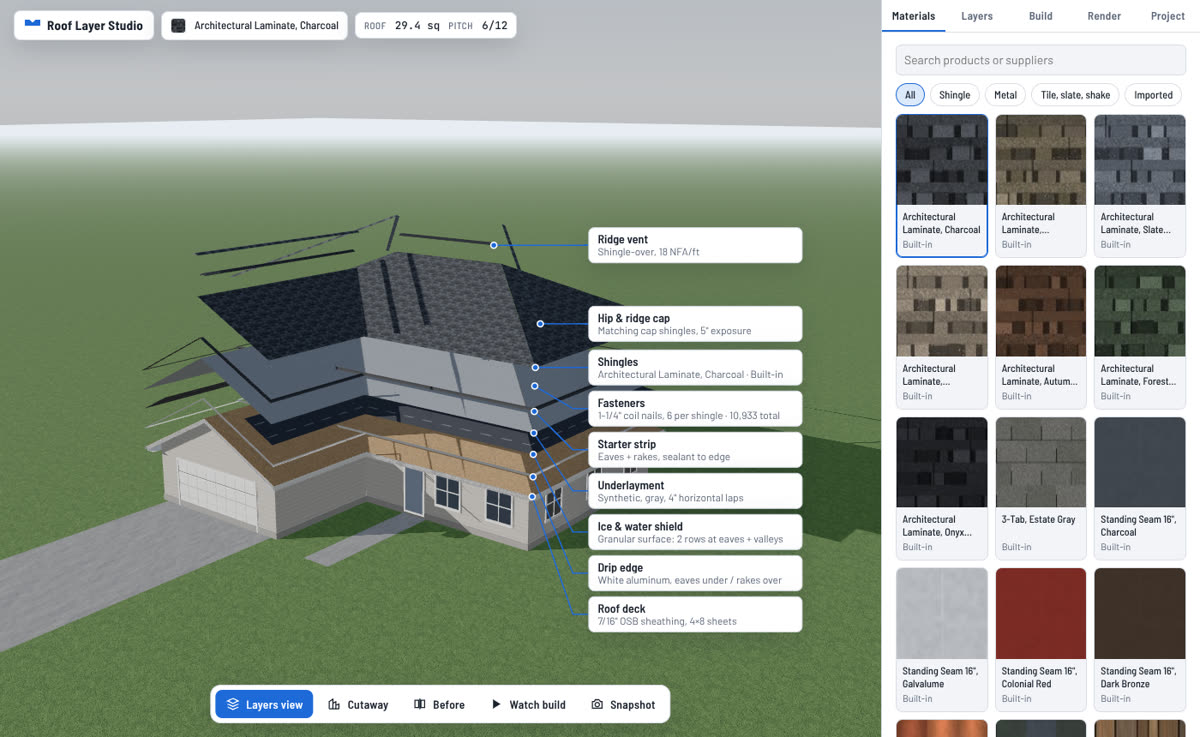 Roof Layer Studio
Architectural Laminate, Charcoal
ROOF 29.4 sq PITCH 6/12
Materials
Layers
Build
Render
Project
Search products or suppliers
All
Shingle
Metal
Tile, slate, shake
Imported
Architectural
Laminate, Charcoal
Built-in
Architectural
Laminate,...
Built-in
Architectural
Laminate, Slate...
Built-in
Architectural
Laminate,...
Built-in
Architectural
Laminate, Autum...
Built-in
Architectural
Laminate, Forest...
Built-in
Architectural
Laminate, Onyx...
Built-in
3-Tab, Estate Gray
Built-in
Standing Seam 16",
Charcoal
Built-in
Standing Seam 16",
Galvalume
Built-in
Standing Seam 16",
Colonial Red
Built-in
Standing Seam 16",
Dark Bronze
Built-in
Ridge vent
Shingle-over, 18 NFA/ft
Hip & ridge cap
Matching cap shingles, 5" exposure
Shingles
Architectural Laminate, Charcoal · Built-in
Fasteners
1-1/4" coil nails, 6 per shingle · 10,933 total
Starter strip
Eaves + rakes, sealant to edge
Underlayment
Synthetic, gray, 4" horizontal laps
Ice & water shield
Granular surface: 2 rows at eaves + valleys
Drip edge
White aluminum, eaves under / rakes over
Roof deck
7/16" OSB sheathing, 4×8 sheets
Layers view
Cutaway
Before
Watch build
Snapshot